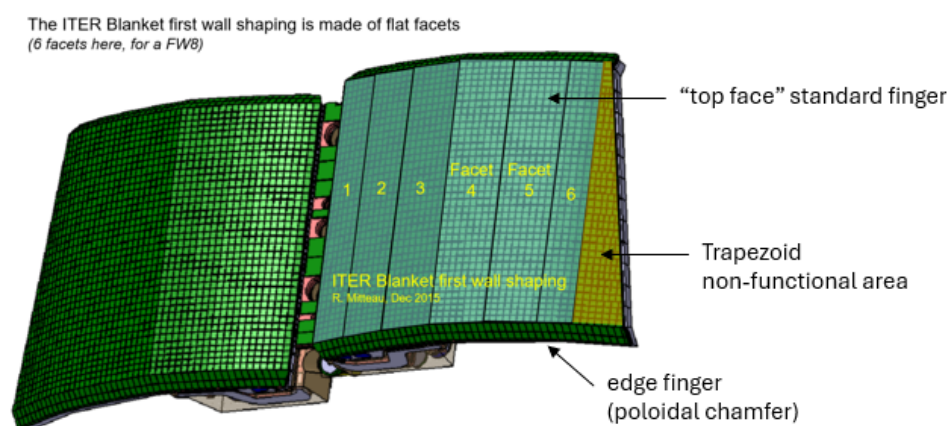 The ITER Blanket first wall shaping is made of flat facets
(6 facets here, for a FW8)
“top face” standard finger
1
2
3
Facet
4
Facet
5
6
Trapezoid
non-functional area
ITER Blanket first wall shaping
R. Mitteau, Dec 2015
edge finger
(poloidal chamfer)